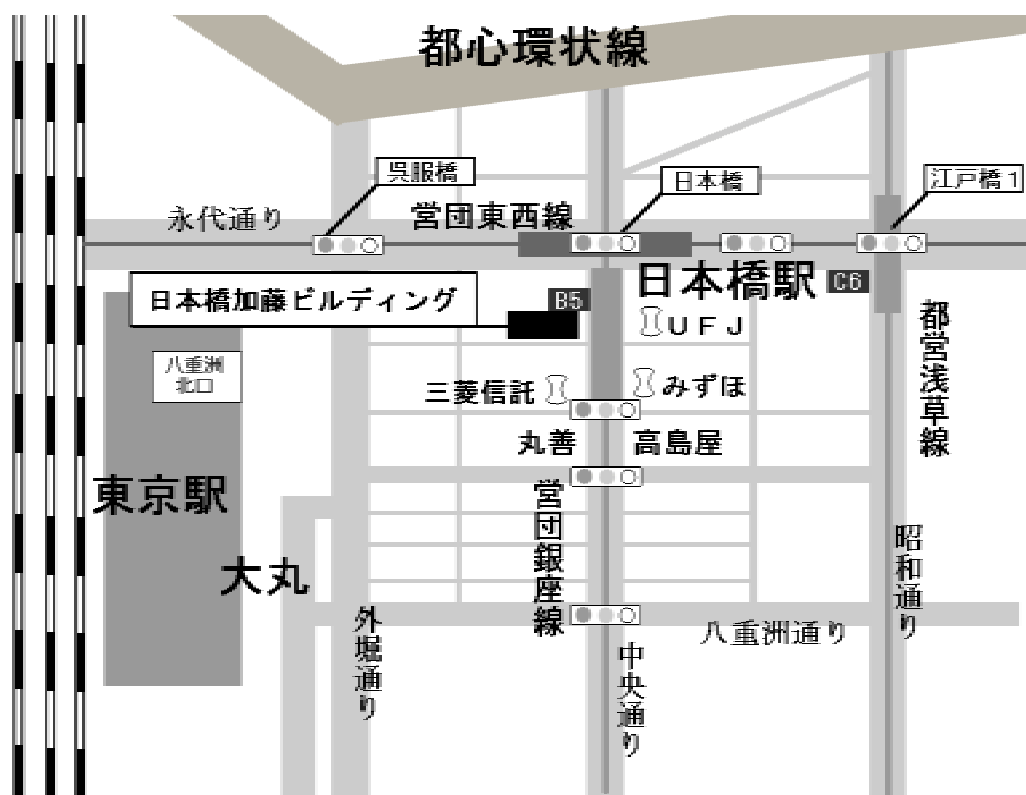 都心環状線
呉服橋
日本橋
江戸橋1
永代通り
営団東西線
日本橋駅
C6
日本橋加藤ビルディング
B5
UFJ
都営浅草線
八重洲
北口
三菱信託
みずほ
丸善
高島屋
東京駅
営団銀座線
昭和通り
大丸
外堀通り
八重洲通り
中央通り